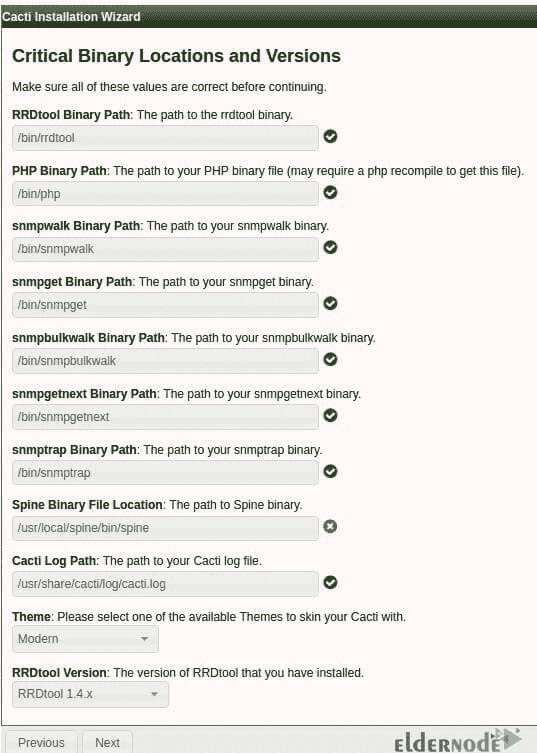 Cacti Installation Wizard
Critical Binary Locations and Versions
Make sure all of these values are correct before continuing.
RRDtool Binary Path: The path to the rrdtool binary.
/bin/rrdtool
PHP Binary Path: The path to your PHP binary file (may require a php recompile to get this file).
/bin/php
snmpwalk Binary Path: The path to your snmpwalk binary.
/bin/snmpwalk
snmpget Binary Path: The path to your snmpget binary.
/bin/snmpget
snmpbulkwalk Binary Path: The path to your snmpbulkwalk binary.
/bin/snmpbulkwalk
snmpgetnext Binary Path: The path to your snmpgetnext binary.
/bin/snmpgetnext
snmptrap Binary Path: The path to your snmptrap binary.
/bin/snmptrap
Spine Binary File Location: The path to Spine binary.
/usr/local/spine/bin/spine
Cacti Log Path: The path to your Cacti log file.
/usr/share/cacti/log/cacti.log
Theme: Please select one of the available Themes to skin your Cacti with.
Modern
RRDtool Version: The version of RRDtool that you have installed.
RRDtool 1.4.x
Previous Next
eldernode